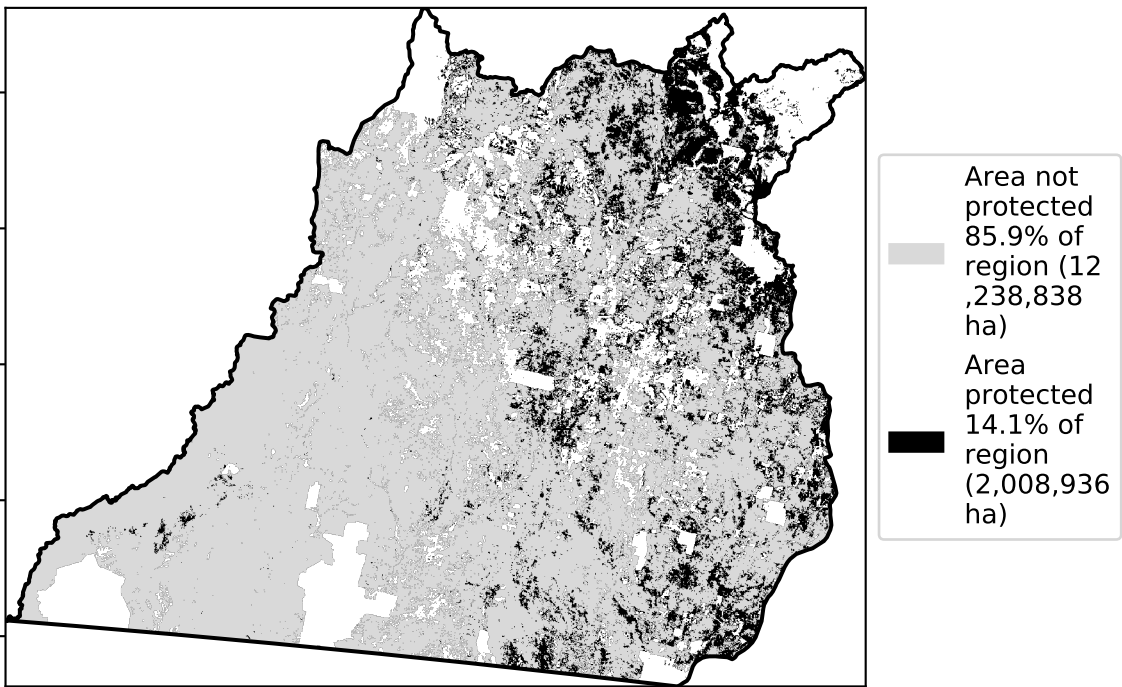 Area not
protected
85.9% of
region (12
,238,838
ha)
Area
protected
14.1% of
region
(2,008,936
ha)